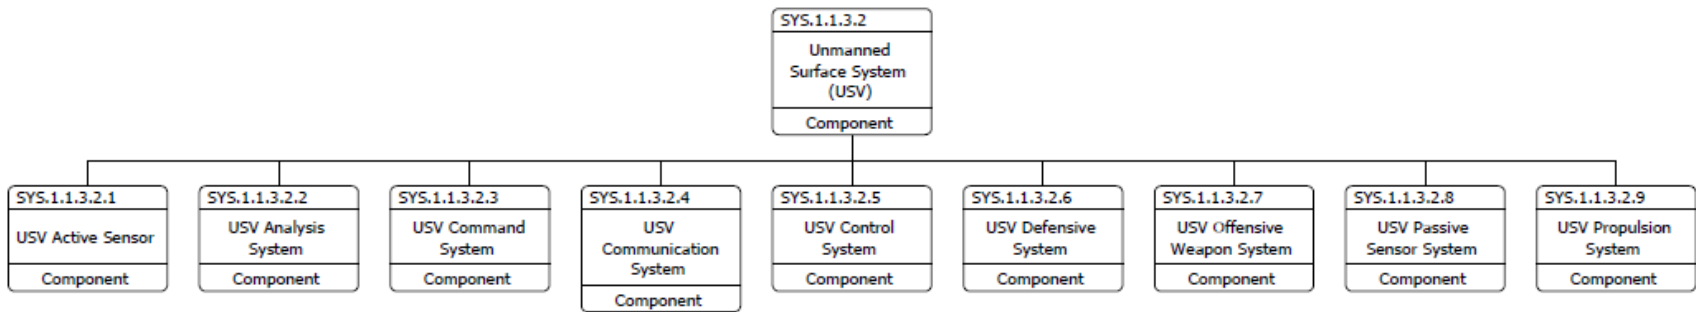 SYS.1.1.3.2
Unmanned
Surface System
(USV)
Component
SYS.1.1.3.2.1
USV Active Sensor
Component
SYS.1.1.3.2.2
USV Analysis
System
Component
SYS.1.1.3.2.3
USV Command
System
Component
SYS.1.1.3.2.4
USV
Communication
System
Component
SYS.1.1.3.2.5
USV Control
System
Component
SYS.1.1.3.2.6
USV Defensive
System
Component
SYS.1.1.3.2.7
USV Offensive
Weapon System
Component
SYS.1.1.3.2.8
USV Passive
Sensor System
Component
SYS.1.1.3.2.9
USV Propulsion
System
Component